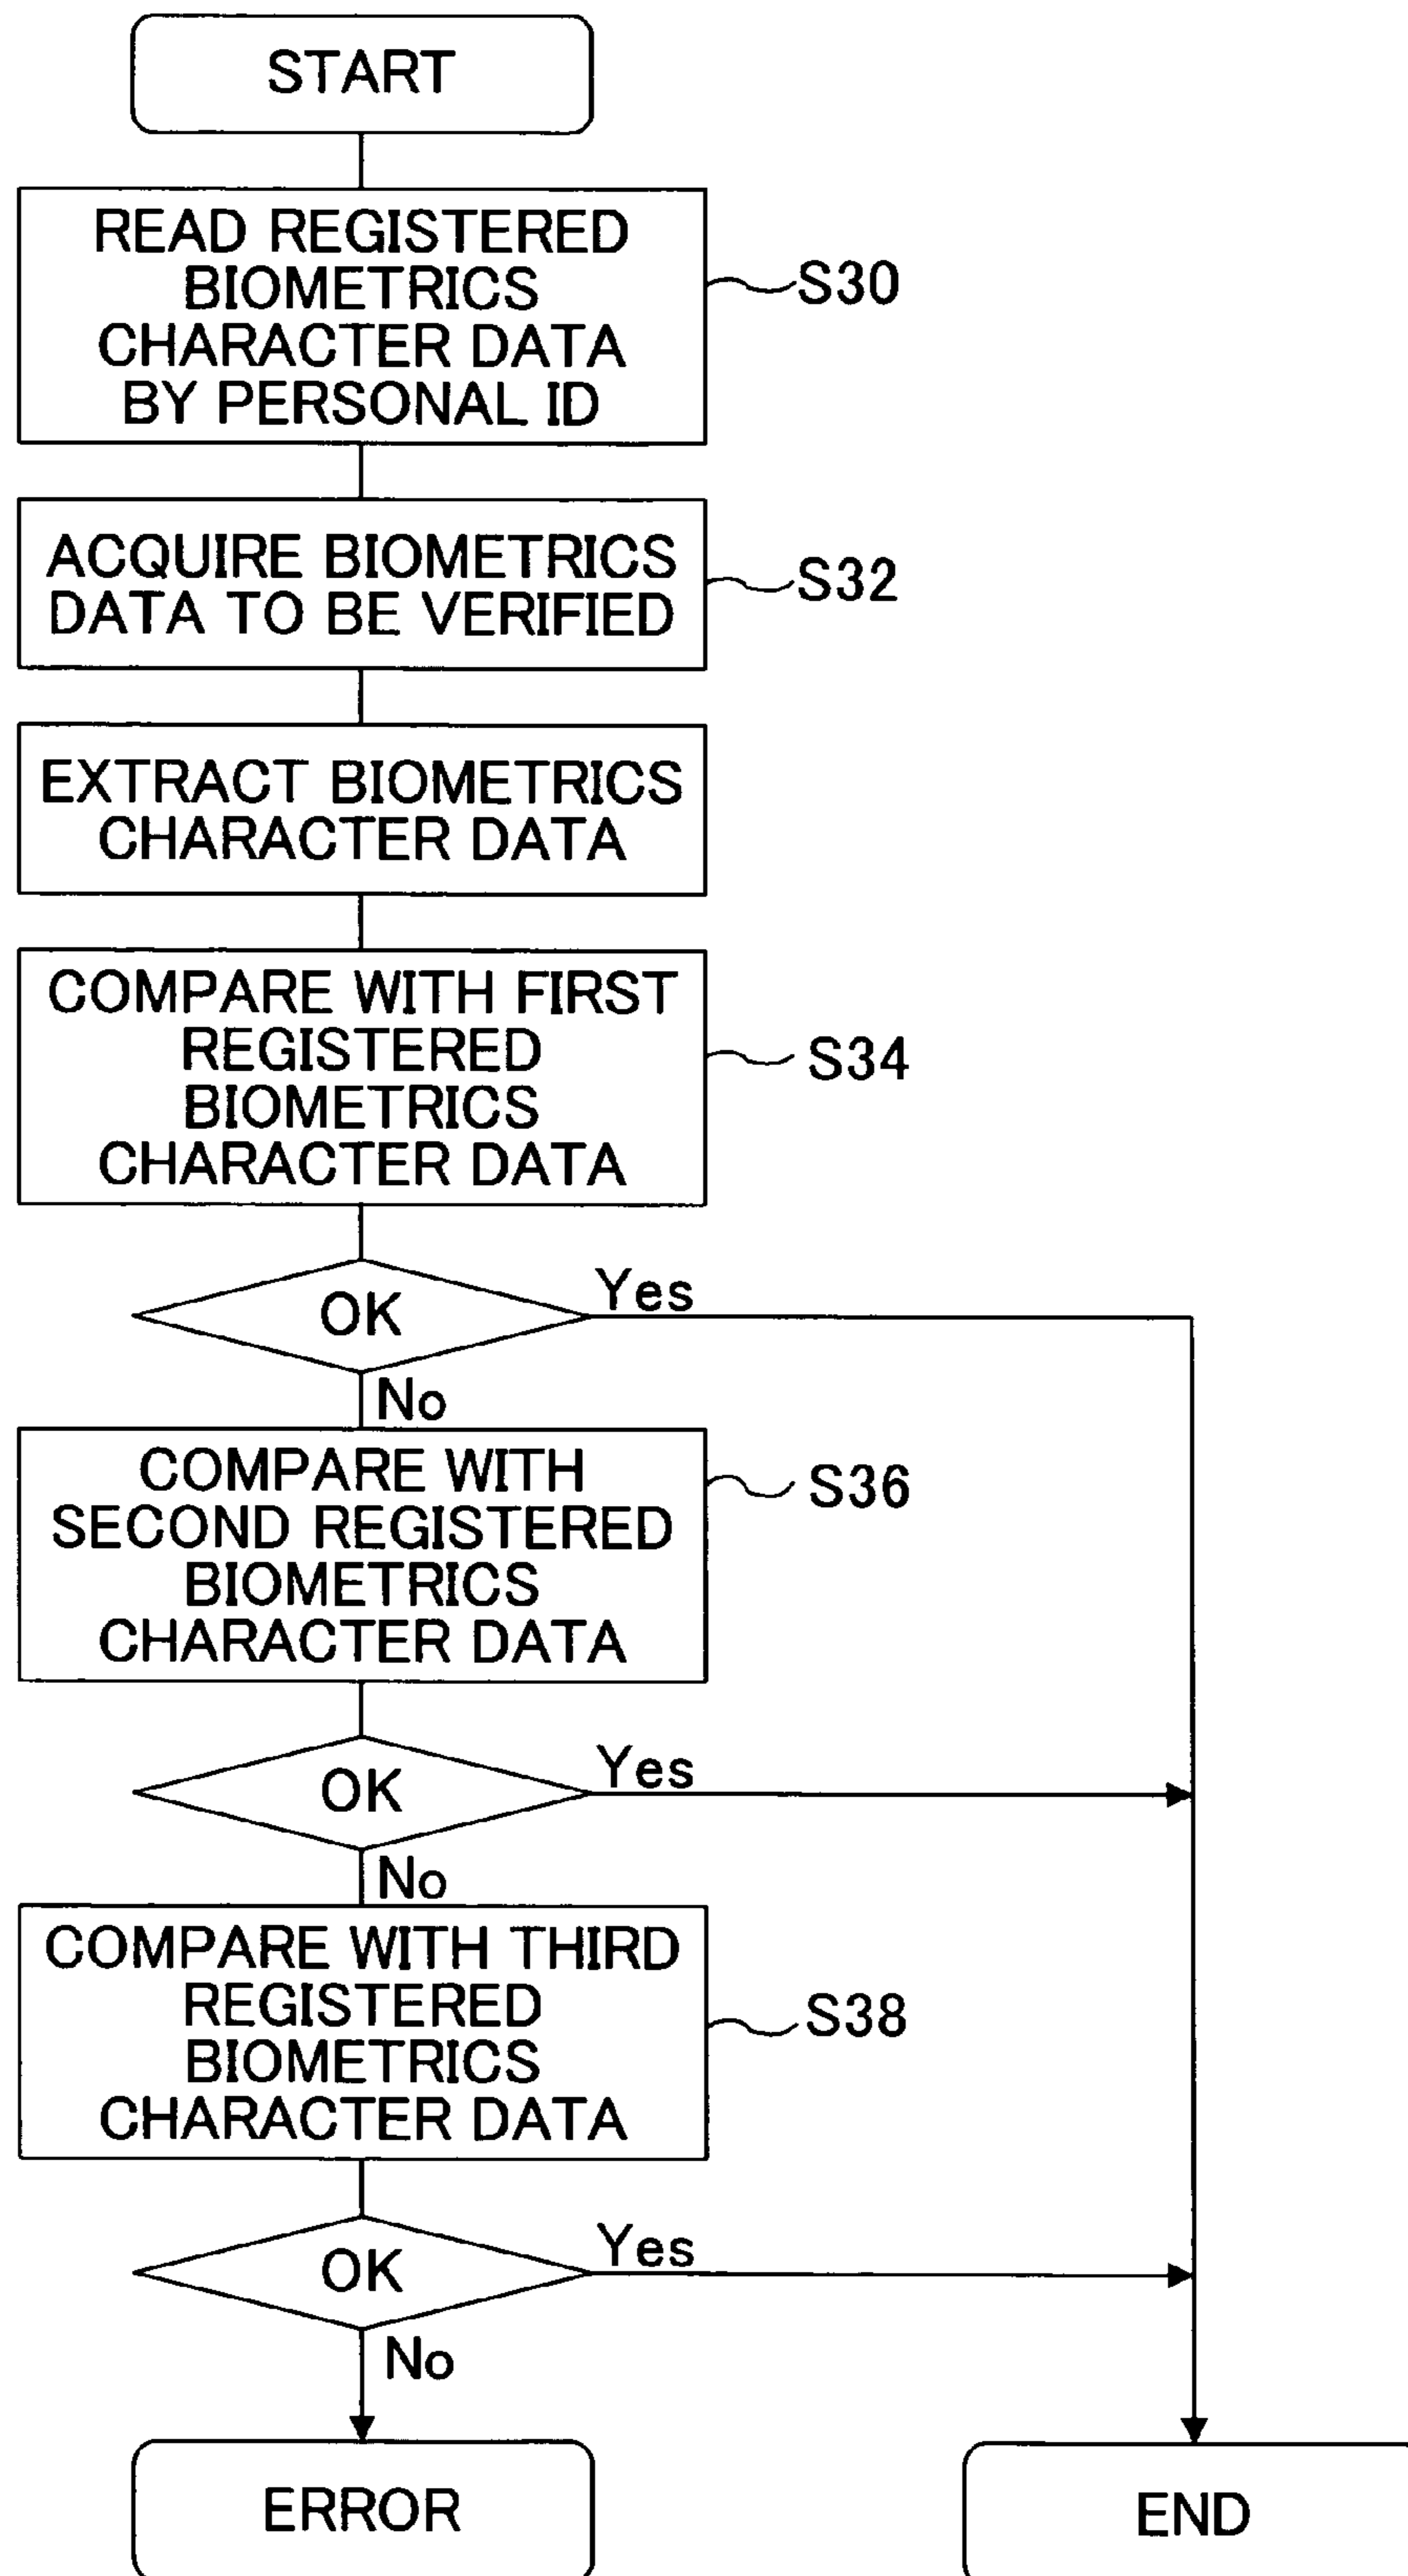 START
READ REGISTERED
BIOMETRICS
CHARACTER DATA
BY PERSONAL ID
S30
ACQUIRE BIOMETRICS
DATA TO BE VERIFIED
S32
EXTRACT BIOMETRICS
CHARACTER DATA
COMPARE WITH FIRST
REGISTERED
BIOMETRICS
CHARACTER DATA
S34
OK
Yes
No
COMPARE WITH
SECOND REGISTERED
BIOMETRICS
CHARACTER DATA
S36
OK
Yes
No
COMPARE WITH THIRD
REGISTERED
BIOMETRICS
CHARACTER DATA
S38
OK
Yes
No
ERROR
END